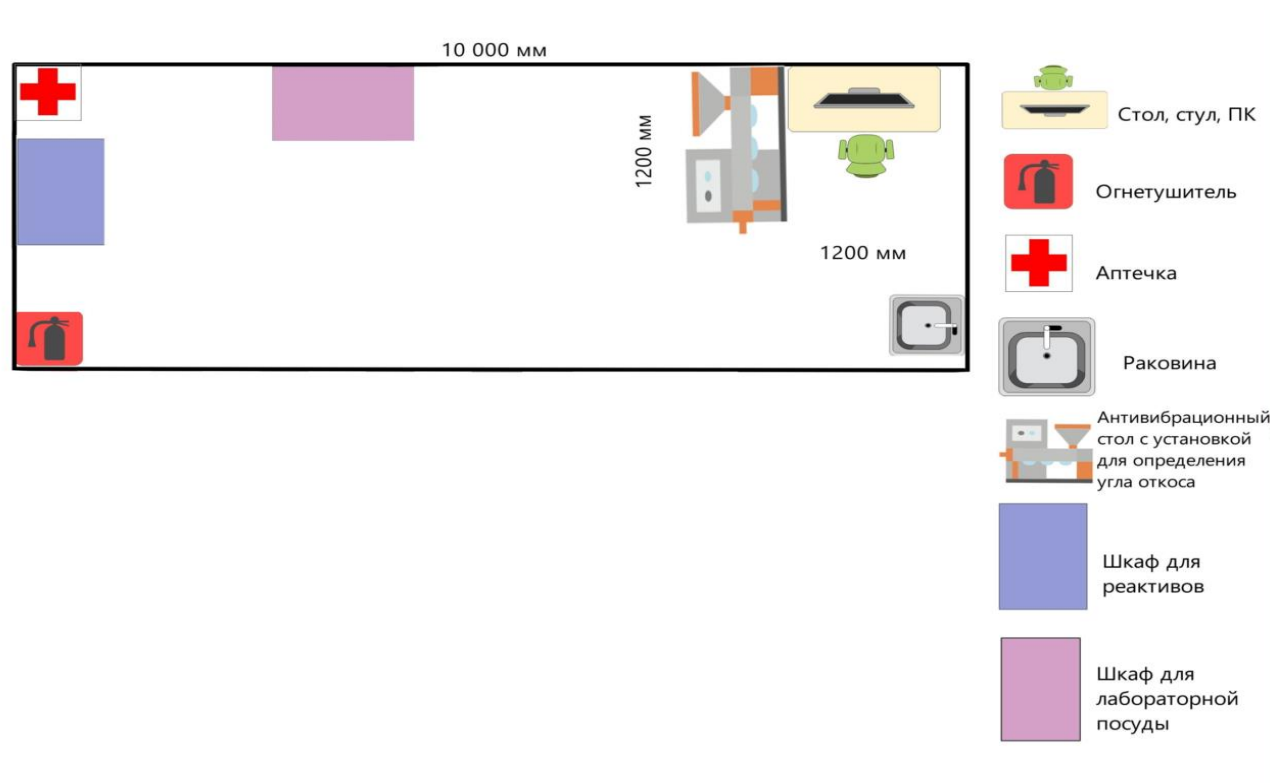 10 000 мм
1200 мм
1200 мм
Стол, стул, ПК
Огнетушитель
Аптечка
Раковина
Антивибрационный
стол с установкой
для определения
угла откоса
Шкаф для
реактивов
Шкаф для
лабораторной
посуды